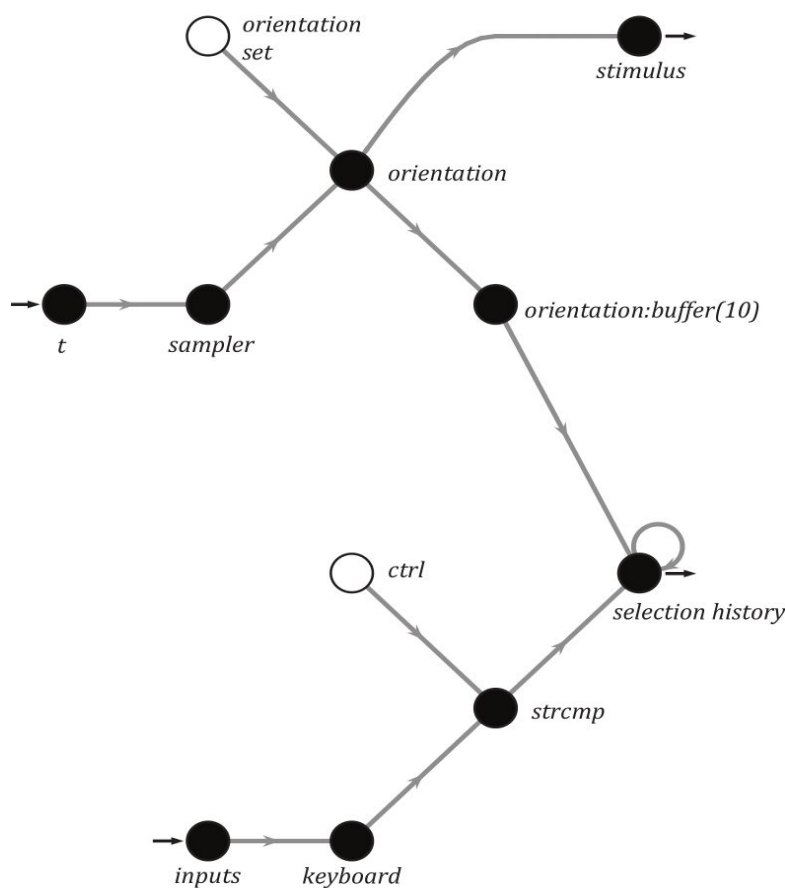 orientation
set
stimulus
orientation
t
sampler
orientation:buffer(10)
ctrl
selection history
strcmp
inputs
keyboard